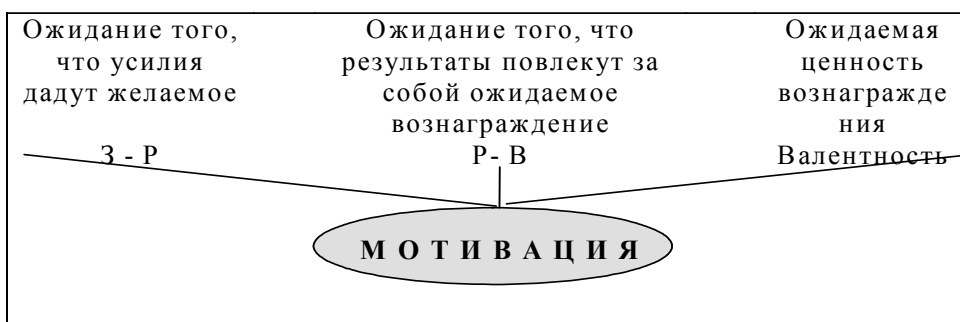 Ожидание того,
что усилия
дадут желаемое
З - Р
Ожидание того, что
результаты повлекут за
собой ожидаемое
вознаграждение
Р- В
Ожидаемая
ценность
вознагражде
ния
Валентность
МОТИВАЦИЯ